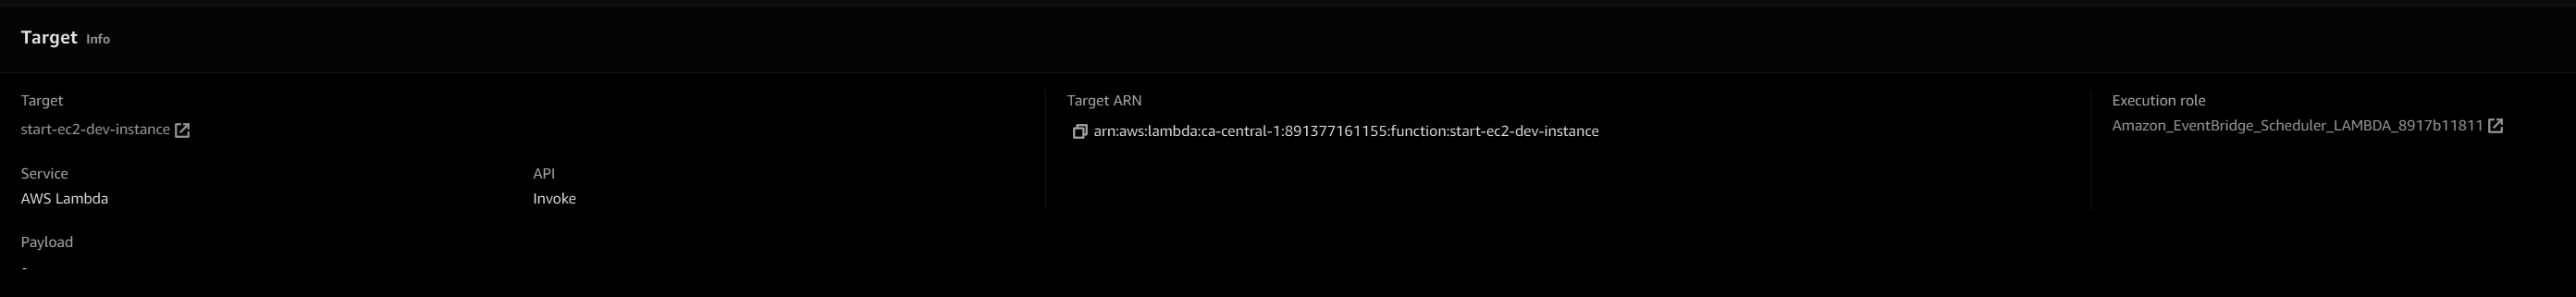 Target Info
Target
start-ec2-dev-instance
Service
AWS Lambda
API
Invoke
Payload
-
Target ARN
arn:aws:lambda:ca-central-1:891377161155:function:start-ec2-dev-instance
Execution role
Amazon_EventBridge_Scheduler_LAMBDA_8917b11811